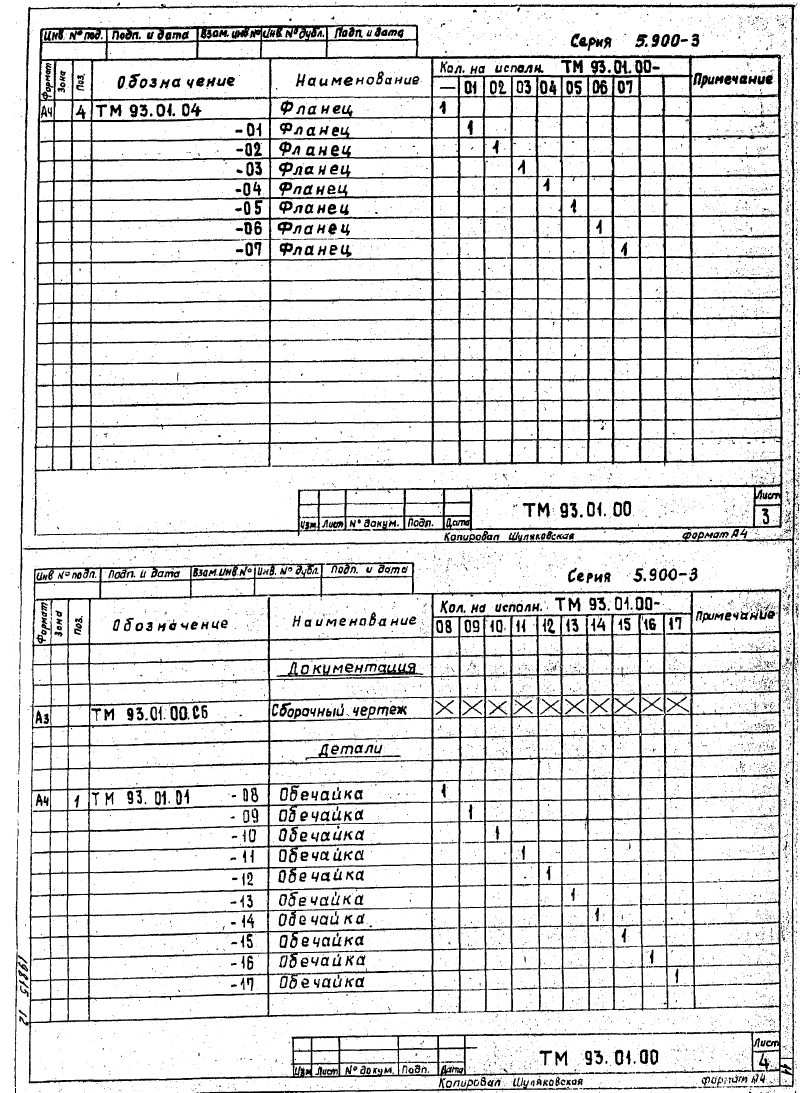 Инв. № под. Подп. и дата Взам. инв № Инв. № дубл. Подп. и дата
Серия 5.900-3
Формат Зона Поз. Обозначение Наименование Кол. на исполн. ТМ 93.01.00- Примечание
— 01 02 03 04 05 06 07
А4 4 ТМ 93.01.04 Фланец 1
-01 Фланец 1
-02 Фланец 1
-03 Фланец 1
-04 Фланец 1
-05 Фланец 1
-06 Фланец 1
-07 Фланец 1
ТМ 93.01.00
Лист
3
Изм. Лист № докум. Подп. Дата
Копировал Шуляковская формат А4
Инв № подп. Подп. и дата Взам.инв.№ Инв. № дубл. Подп. и дата
Серия 5.900-3
Формат Зона Поз. Обозначение Наименование Кол. на исполн. ТМ 93.01.00- Примечание
08 09 10 11 12 13 14 15 16 17
Документация
А3 ТМ 93.01.00.СБ Сборочный чертеж
Детали
А4 1 ТМ 93.01.01 -08 Обечайка 1
-09 Обечайка 1
-10 Обечайка 1
-11 Обечайка 1
-12 Обечайка 1
-13 Обечайка 1
-14 Обечайка 1
-15 Обечайка 1
-16 Обечайка 1
-17 Обечайка 1
ТМ 93.01.00
Лист
4
Изм. Лист № докум. Подп. Дата
Копировал Шуляковская формат А4
12